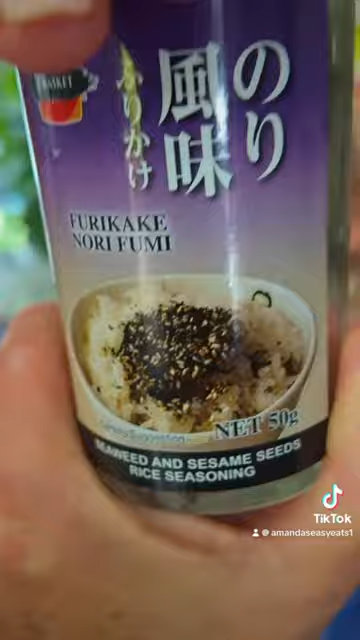 のり
風味
ふりかけ
FURIKAKE
NORI FUMI
NET 50g
SEAWEED AND SESAME SEEDS
RICE SEASONING
TikTok
@ amandaseasyeats1